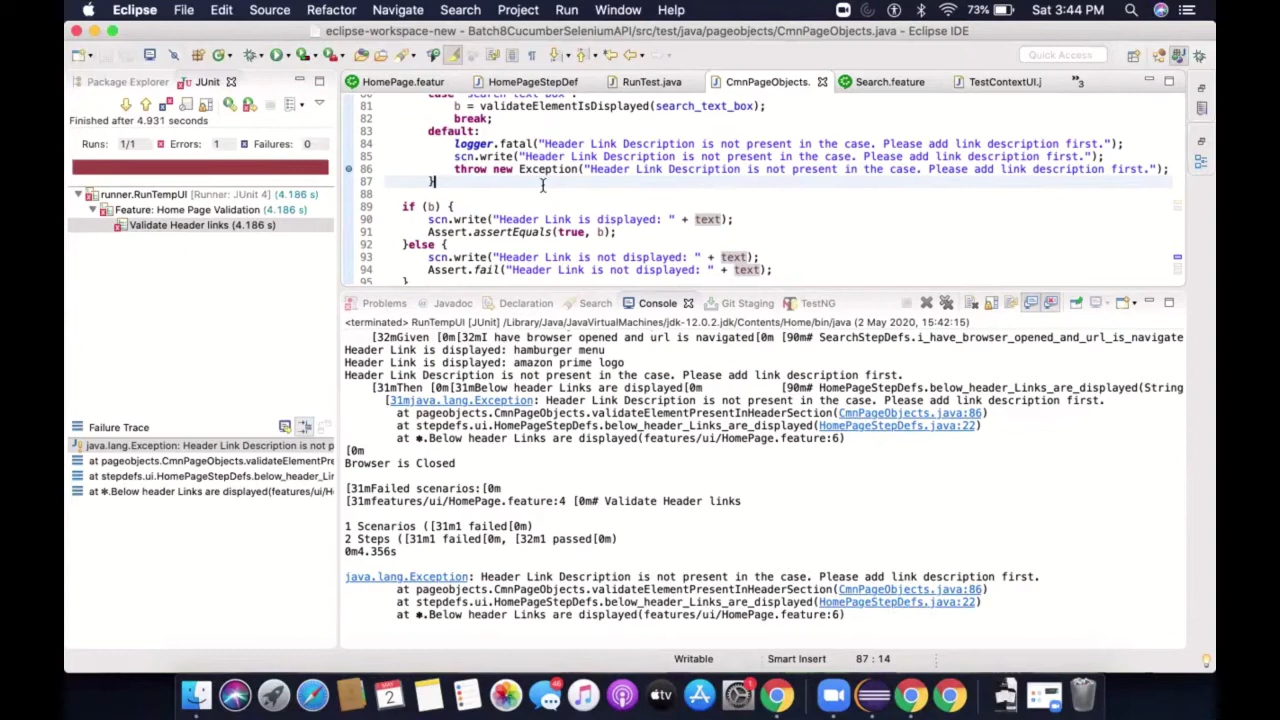 Eclipse File Edit Source Refactor Navigate Search Project Run Window Help 73% Sat 3:44 PM
eclipse-workspace-new - Batch8CucumberSeleniumAPI/src/test/java/pageobjects/CmnPageObjects.java - Eclipse IDE
Quick Access
Package Explorer JUnit
Finished after 4.931 seconds
Runs: 1/1 Errors: 1 Failures: 0
runner.RunTempUI [Runner: JUnit 4] (4.186 s)
Feature: Home Page Validation (4.186 s)
Validate Header links (4.186 s)
Failure Trace
java.lang.Exception: Header Link Description is not p
at pageobjects.CmnPageObjects.validateElementPre
at stepdefs.ui.HomePageStepDefs.below_header_Lin
at ✱.Below header Links are displayed(features/ui/H
HomePage.featur HomePageStepDef RunTest.java CmnPageObjects. Search.feature TestContextUI.j »3
81 b = validateElementIsDisplayed(search_text_box);
82 break;
83 default:
84 logger.fatal("Header Link Description is not present in the case. Please add link description first.");
85 scn.write("Header Link Description is not present in the case. Please add link description first.");
86 throw new Exception("Header Link Description is not present in the case. Please add link description first.");
87 }
88
89 if (b) {
90 scn.write("Header Link is displayed: " + text);
91 Assert.assertEquals(true, b);
92 }else {
93 scn.write("Header Link is not displayed: " + text);
94 Assert.fail("Header Link is not displayed: " + text);
95 }
Problems Javadoc Declaration Search Console Git Staging TestNG
<terminated> RunTempUI [JUnit] /Library/Java/JavaVirtualMachines/jdk-12.0.2.jdk/Contents/Home/bin/java (2 May 2020, 15:42:15)
[32mGiven [0m[32mI have browser opened and url is navigated[0m [90m# SearchStepDefs.i_have_browser_opened_and_url_is_navigate
Header Link is displayed: hamburger menu
Header Link is displayed: amazon prime logo
Header Link Description is not present in the case. Please add link description first.
[31mThen [0m[31mBelow header Links are displayed[0m [90m# HomePageStepDefs.below_header_Links_are_displayed(String
[31mjava.lang.Exception: Header Link Description is not present in the case. Please add link description first.
at pageobjects.CmnPageObjects.validateElementPresentInHeaderSection(CmnPageObjects.java:86)
at stepdefs.ui.HomePageStepDefs.below_header_Links_are_displayed(HomePageStepDefs.java:22)
at ✱.Below header Links are displayed(features/ui/HomePage.feature:6)
[0m
Browser is Closed
[31mFailed scenarios:[0m
[31mfeatures/ui/HomePage.feature:4 [0m# Validate Header links
1 Scenarios ([31m1 failed[0m)
2 Steps ([31m1 failed[0m, [32m1 passed[0m)
0m4.356s
java.lang.Exception: Header Link Description is not present in the case. Please add link description first.
at pageobjects.CmnPageObjects.validateElementPresentInHeaderSection(CmnPageObjects.java:86)
at stepdefs.ui.HomePageStepDefs.below_header_Links_are_displayed(HomePageStepDefs.java:22)
at ✱.Below header Links are displayed(features/ui/HomePage.feature:6)
Writable Smart Insert 87 : 14